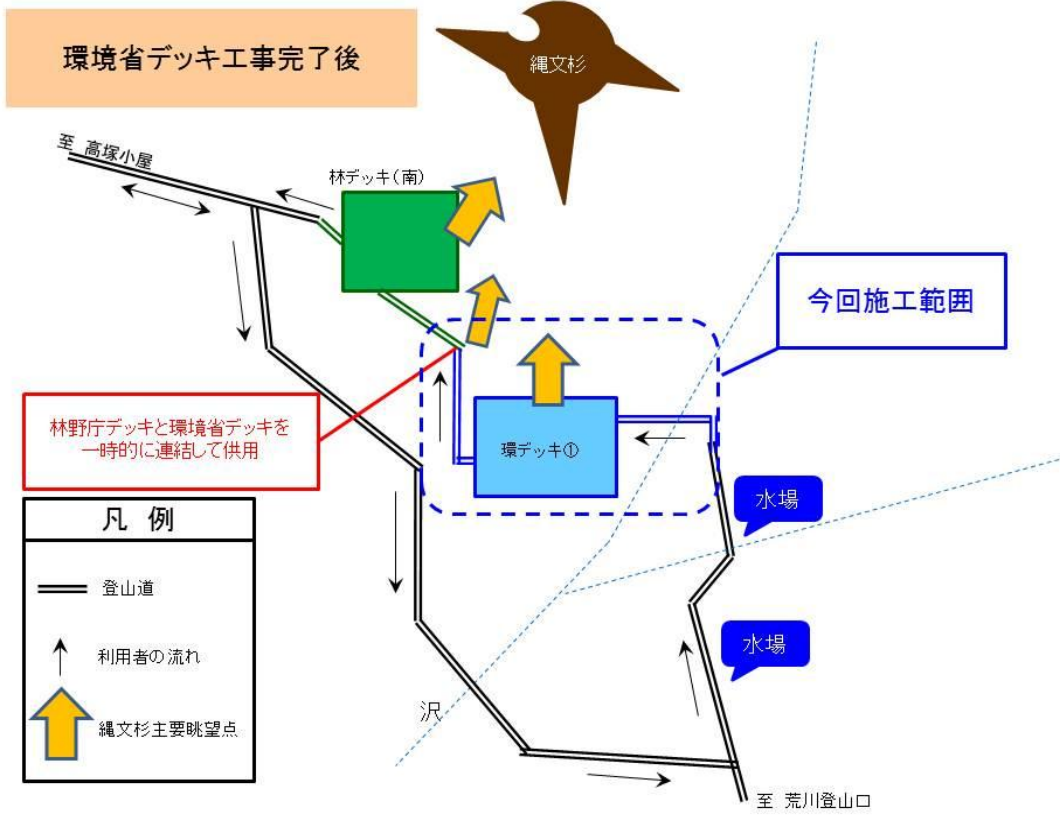 環境省デッキ工事完了後
縄文杉
至 高塚小屋
林デッキ(南)
今回施工範囲
林野庁デッキと環境省デッキを
一時的に連結して供用
環デッキ①
水場
凡 例
登山道
利用者の流れ
縄文杉主要眺望点
水場
沢
至 荒川登山口